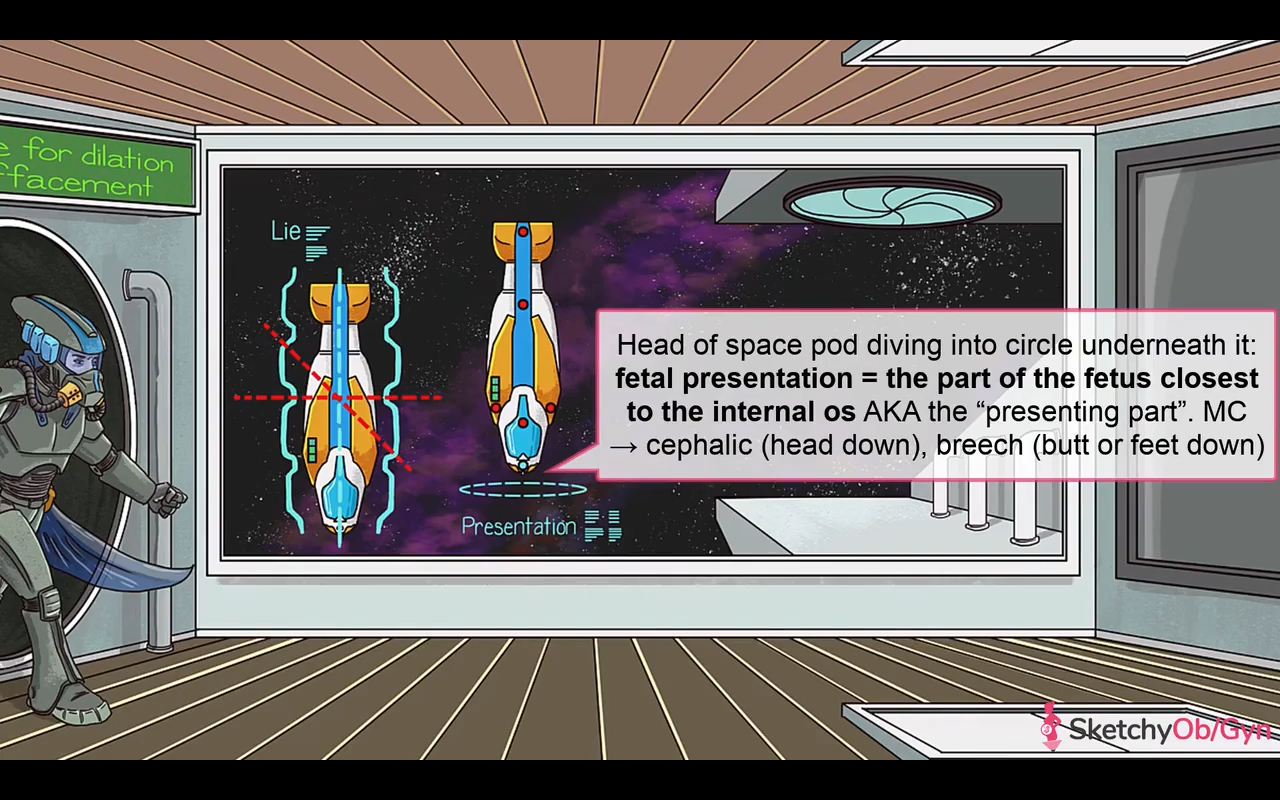 e for dilation
ffacement
Lie
Head of space pod diving into circle underneath it:
fetal presentation = the part of the fetus closest
to the internal os AKA the “presenting part”. MC
→ cephalic (head down), breech (butt or feet down)
Presentation
SketchyOb/Gyn